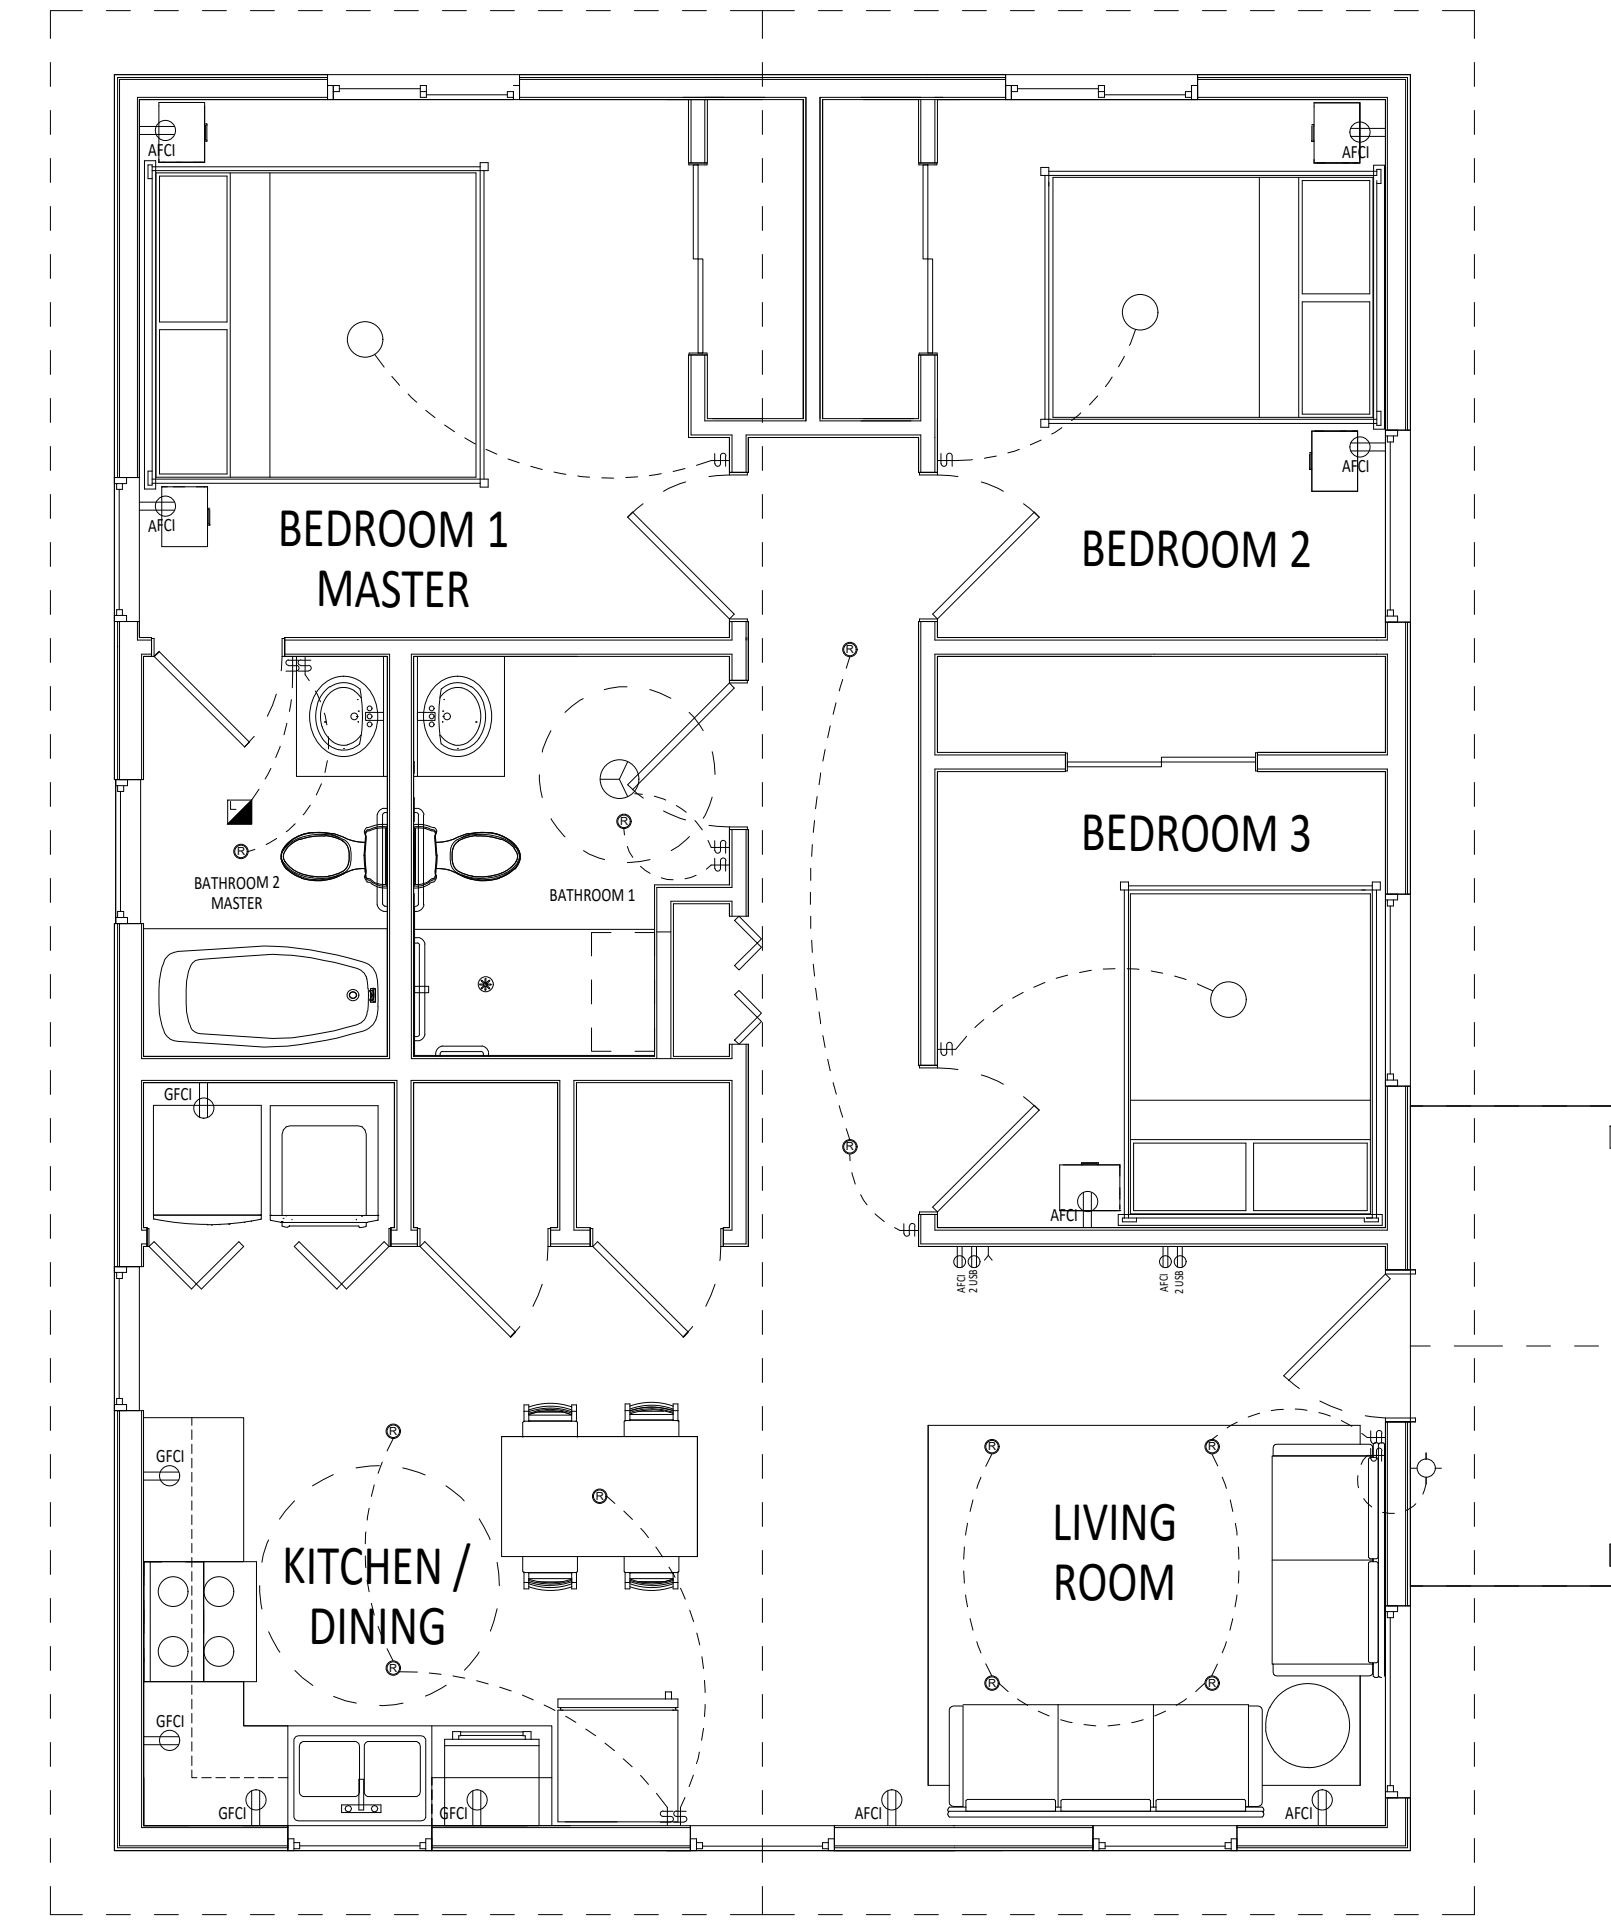 AFCI
AFCI
AFCI
AFCI
BEDROOM 1
MASTER
BEDROOM 2
R
L
R
R
BEDROOM 3
BATHROOM 2
MASTER
BATHROOM 1
GFCI
R
AFCI
AFCI
2 USB
AFCI
2 USB
R
R
R
GFCI
R
LIVING
ROOM
KITCHEN /
DINING
R
R
R
GFCI
GFCI
GFCI
AFCI
AFCI